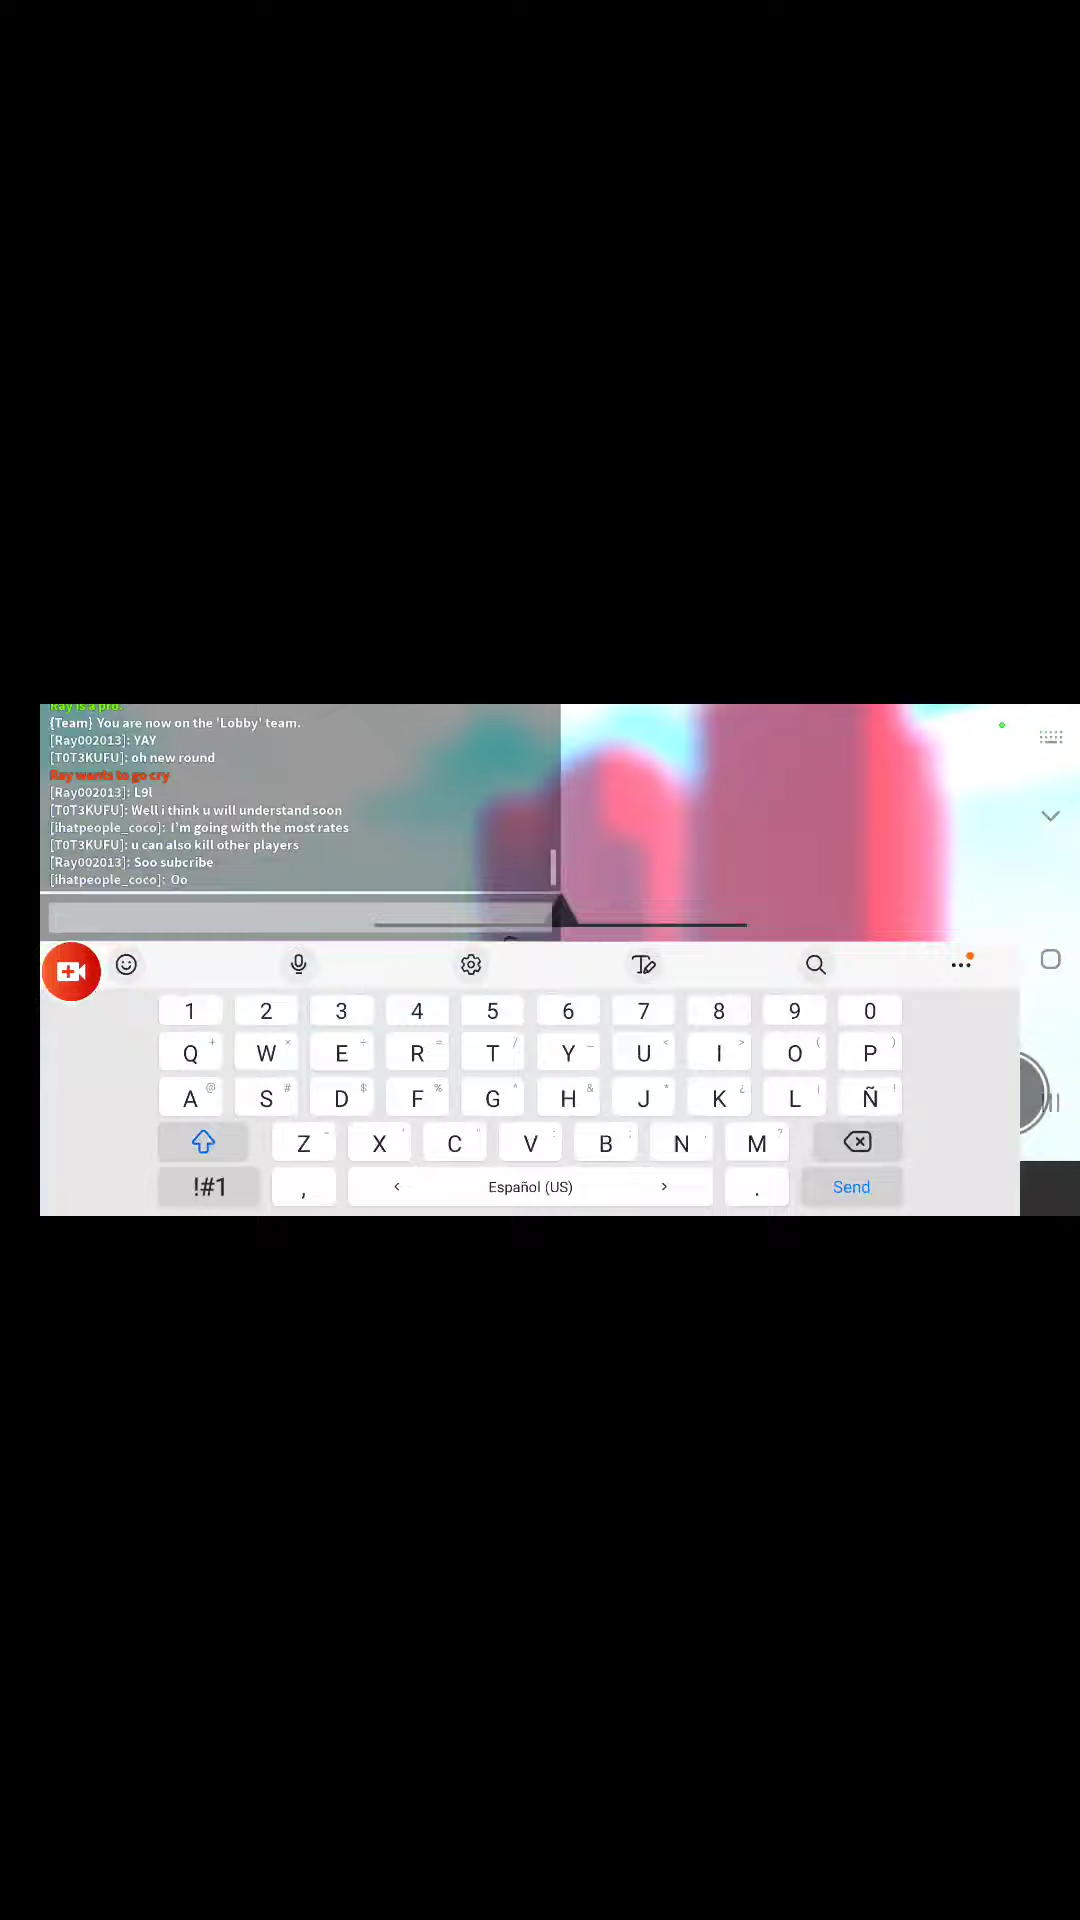 Ray is a pro.
{Team} You are now on the 'Lobby' team.
[Ray002013]: YAY
[T0T3KUFU]: oh new round
Ray wants to go cry
[Ray002013]: L9l
[T0T3KUFU]: Well i think u will understand soon
[ihatpeople_coco]: I'm going with the most rates
[T0T3KUFU]: u can also kill other players
[Ray002013]: Soo subcribe
[ihatpeople_coco]: Oo
1 2 3 4 5 6 7 8 9 0
Q W E R T Y U I O P
A S D F G H J K L Ñ
Z X C V B N M
!#1 , < Español (US) > . Send